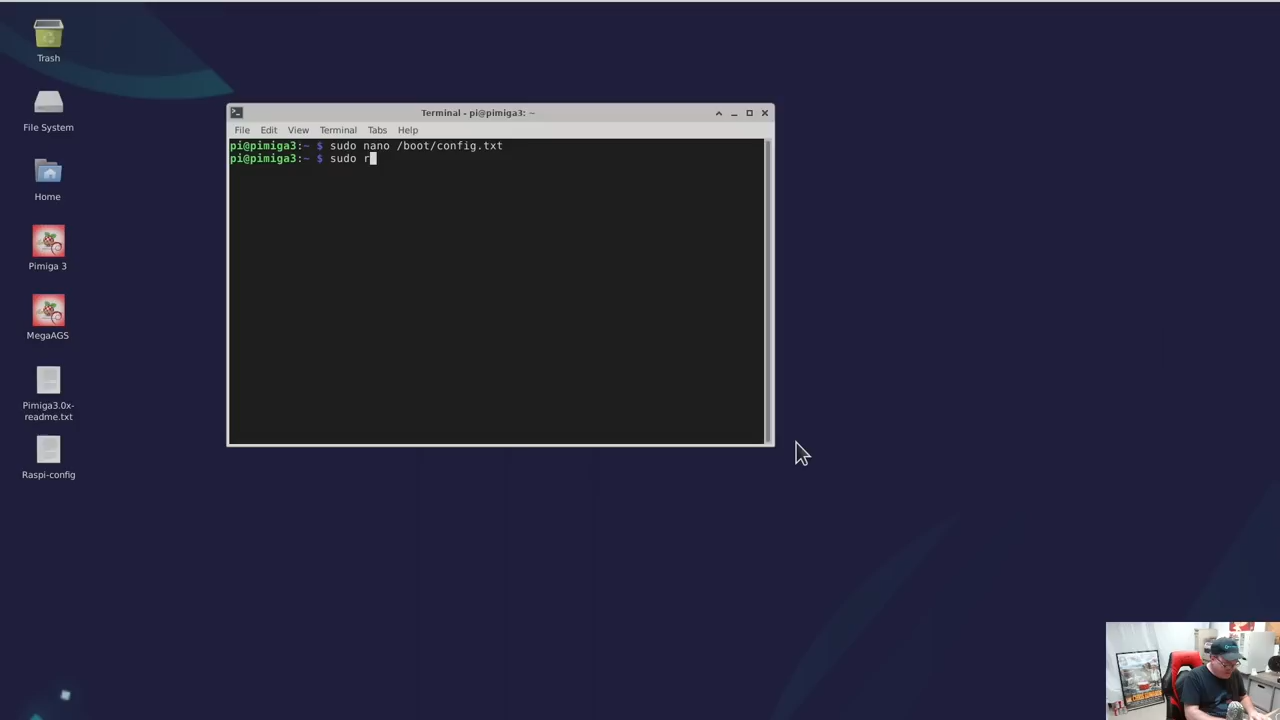 Trash
File System
Home
Pimiga 3
MegaAGS
Pimiga3.0x-
readme.txt
Raspi-config
Terminal - pi@pimiga3: ~
File Edit View Terminal Tabs Help
pi@pimiga3:~ $ sudo nano /boot/config.txt
pi@pimiga3:~ $ sudo r